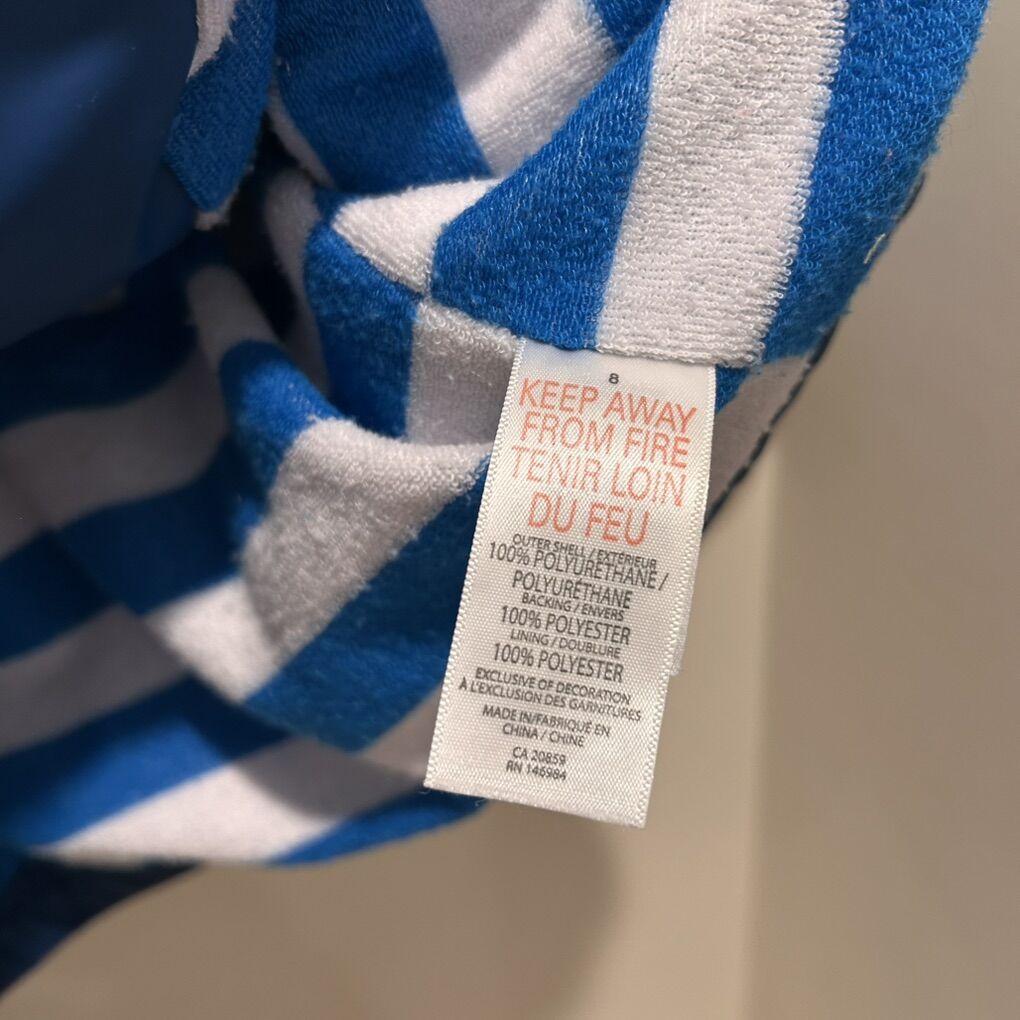 8
KEEP AWAY
FROM FIRE
TENIR LOIN
DU FEU
OUTER SHELL / EXTÉRIEUR
100% POLYURETHANE /
POLYURÉTHANE
BACKING / ENVERS
100% POLYESTER
LINING / DOUBLURE
100% POLYESTER
EXCLUSIVE OF DECORATION
À L'EXCLUSION DES GARNITURES
MADE IN/FABRIQUÉ EN
CHINA / CHINE
CA 20859
RN 146984